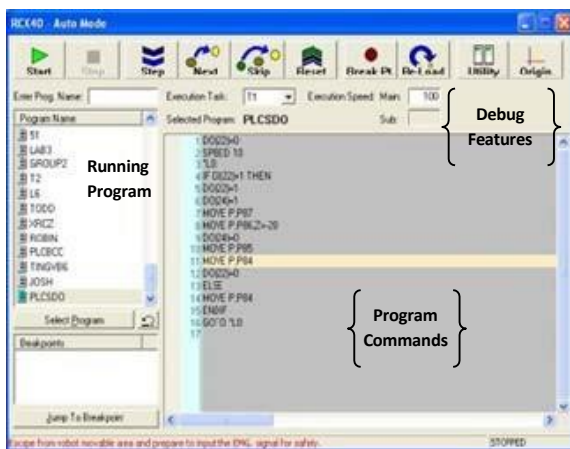 RCX40 - Auto Mode
Start Stop Step Next Skip Reset Break Pt. Re-Load Utility Origin
Enter Prog. Name: Execution Task: T1 Execution Speed: Main: 100
Program Name Selected Program: PLCSDO Sub:
S1
LAB3
GROUP2
T2
L6
TODD
XRCZ
ROBIN
PLCBCC
TINGVB6
JOSH
PLCSDO
Running
Program
Debug
Features
1 DO(22)=0
2 SPEED 10
3 *L0
4 IF DI(22)=1 THEN
5 DO(22)=1
6 DO(24)=1
7 MOVE P,P87
8 MOVE P,P86,Z=-20
9 DO(24)=0
10 MOVE P,P85
11 MOVE P,P84
12 DO(22)=0
13 ELSE
14 MOVE P,P84
15 ENDIF
16 GOTO *L0
17
Program
Commands
Select Program
Breakpoints
Jump To Breakpoint
Escape from robot movable area and prepare to input the EMG. signal for safety. STOPPED